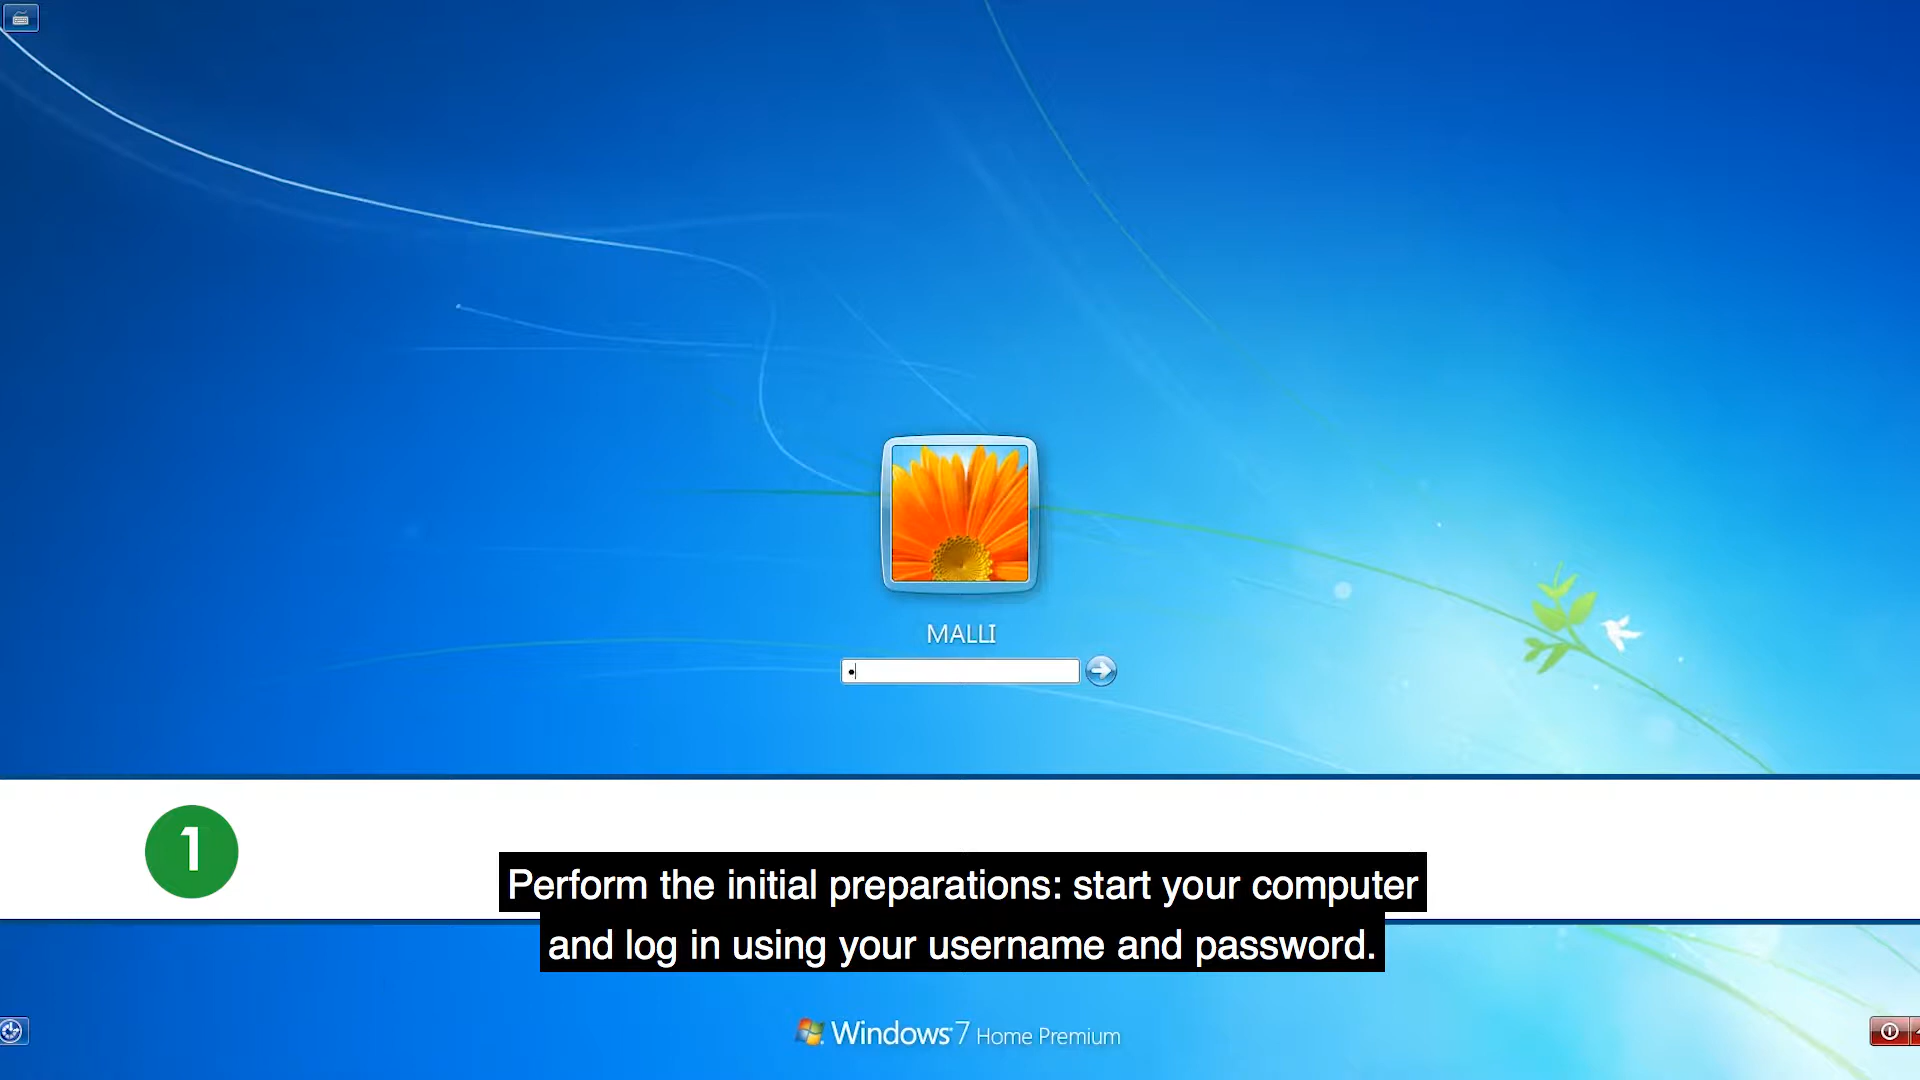 MALLI
1
Perform the initial preparations: start your computer
and log in using your username and password.
Windows 7 Home Premium